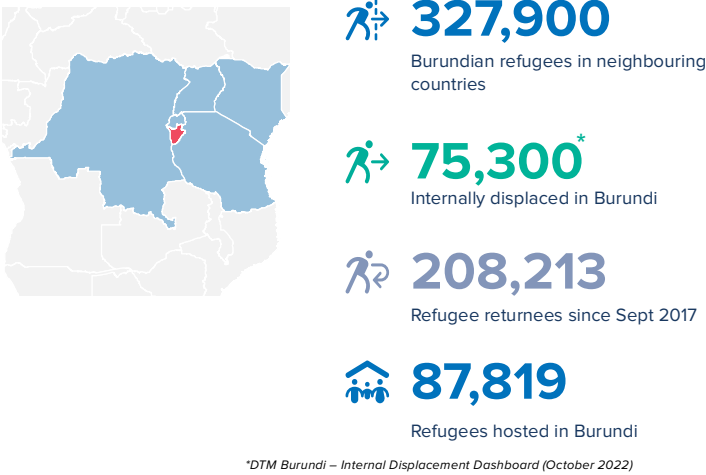 327,900
Burundian refugees in neighbouring
countries
75,300*
Internally displaced in Burundi
208,213
Refugee returnees since Sept 2017
87,819
Refugees hosted in Burundi
*DTM Burundi – Internal Displacement Dashboard (October 2022)